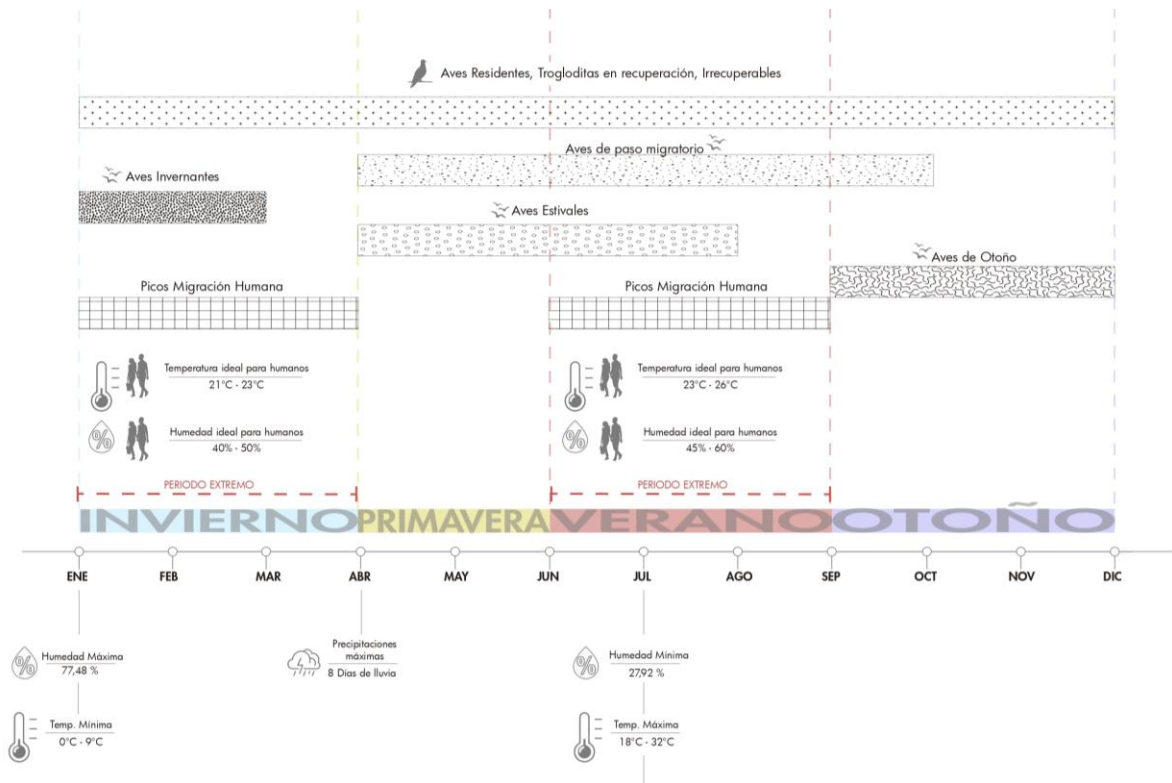 Aves Residentes, Trogloditas en recuperación, Irrecuperables
Aves de paso migratorio
Aves Invernantes
Aves Estivales
Aves de Otoño
Picos Migración Humana
Picos Migración Humana
Temperatura ideal para humanos
21°C - 23°C
Temperatura ideal para humanos
23°C - 26°C
%
Humedad ideal para humanos
40% - 50%
%
Humedad ideal para humanos
45% - 60%
PERIODO EXTREMO
PERIODO EXTREMO
INVIERNO PRIMAVERA VERANO OTOÑO
ENE FEB MAR ABR MAY JUN JUL AGO SEP OCT NOV DIC
%
Humedad Máxima
77,48 %
Precipitaciones
máximas
8 Días de lluvia
%
Humedad Mínima
27,92 %
Temp. Mínima
0°C - 9°C
Temp. Máxima
18°C - 32°C